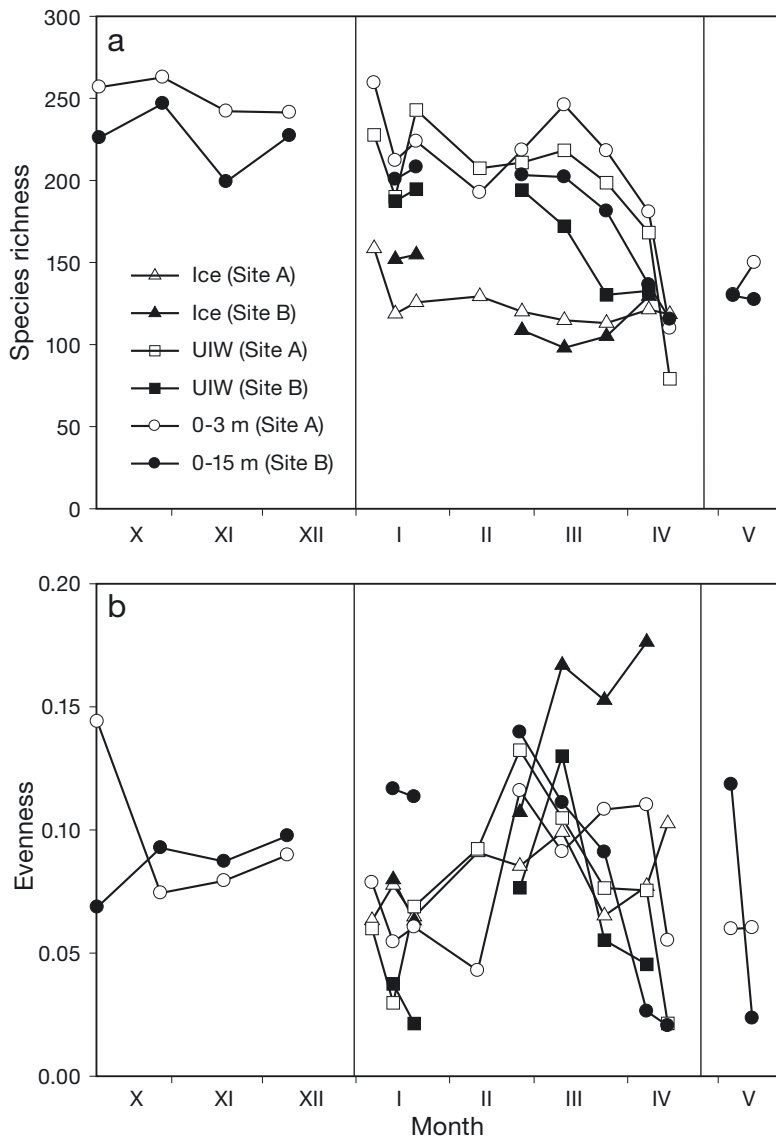 a
300
250
200
150
100
50
0
Species richness
Ice (Site A)
Ice (Site B)
UIW (Site A)
UIW (Site B)
0-3 m (Site A)
0-15 m (Site B)
X XI XII I II III IV V
b
0.20
0.15
0.10
0.05
0.00
Evenness
X XI XII I II III IV V
Month